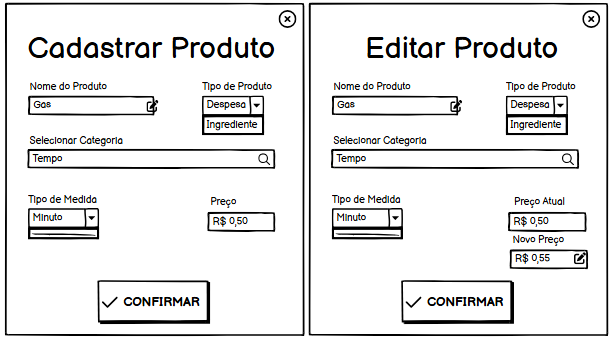 Cadastrar Produto
Nome do Produto
Tipo de Produto
Gas
Despesa
Ingrediente
Selecionar Categoria
Tempo
Tipo de Medida
Preço
Minuto
R$ 0,50
CONFIRMAR
Editar Produto
Nome do Produto
Tipo de Produto
Gas
Despesa
Ingrediente
Selecionar Categoria
Tempo
Tipo de Medida
Preço Atual
Minuto
R$ 0,50
Novo Preço
R$ 0,55
CONFIRMAR